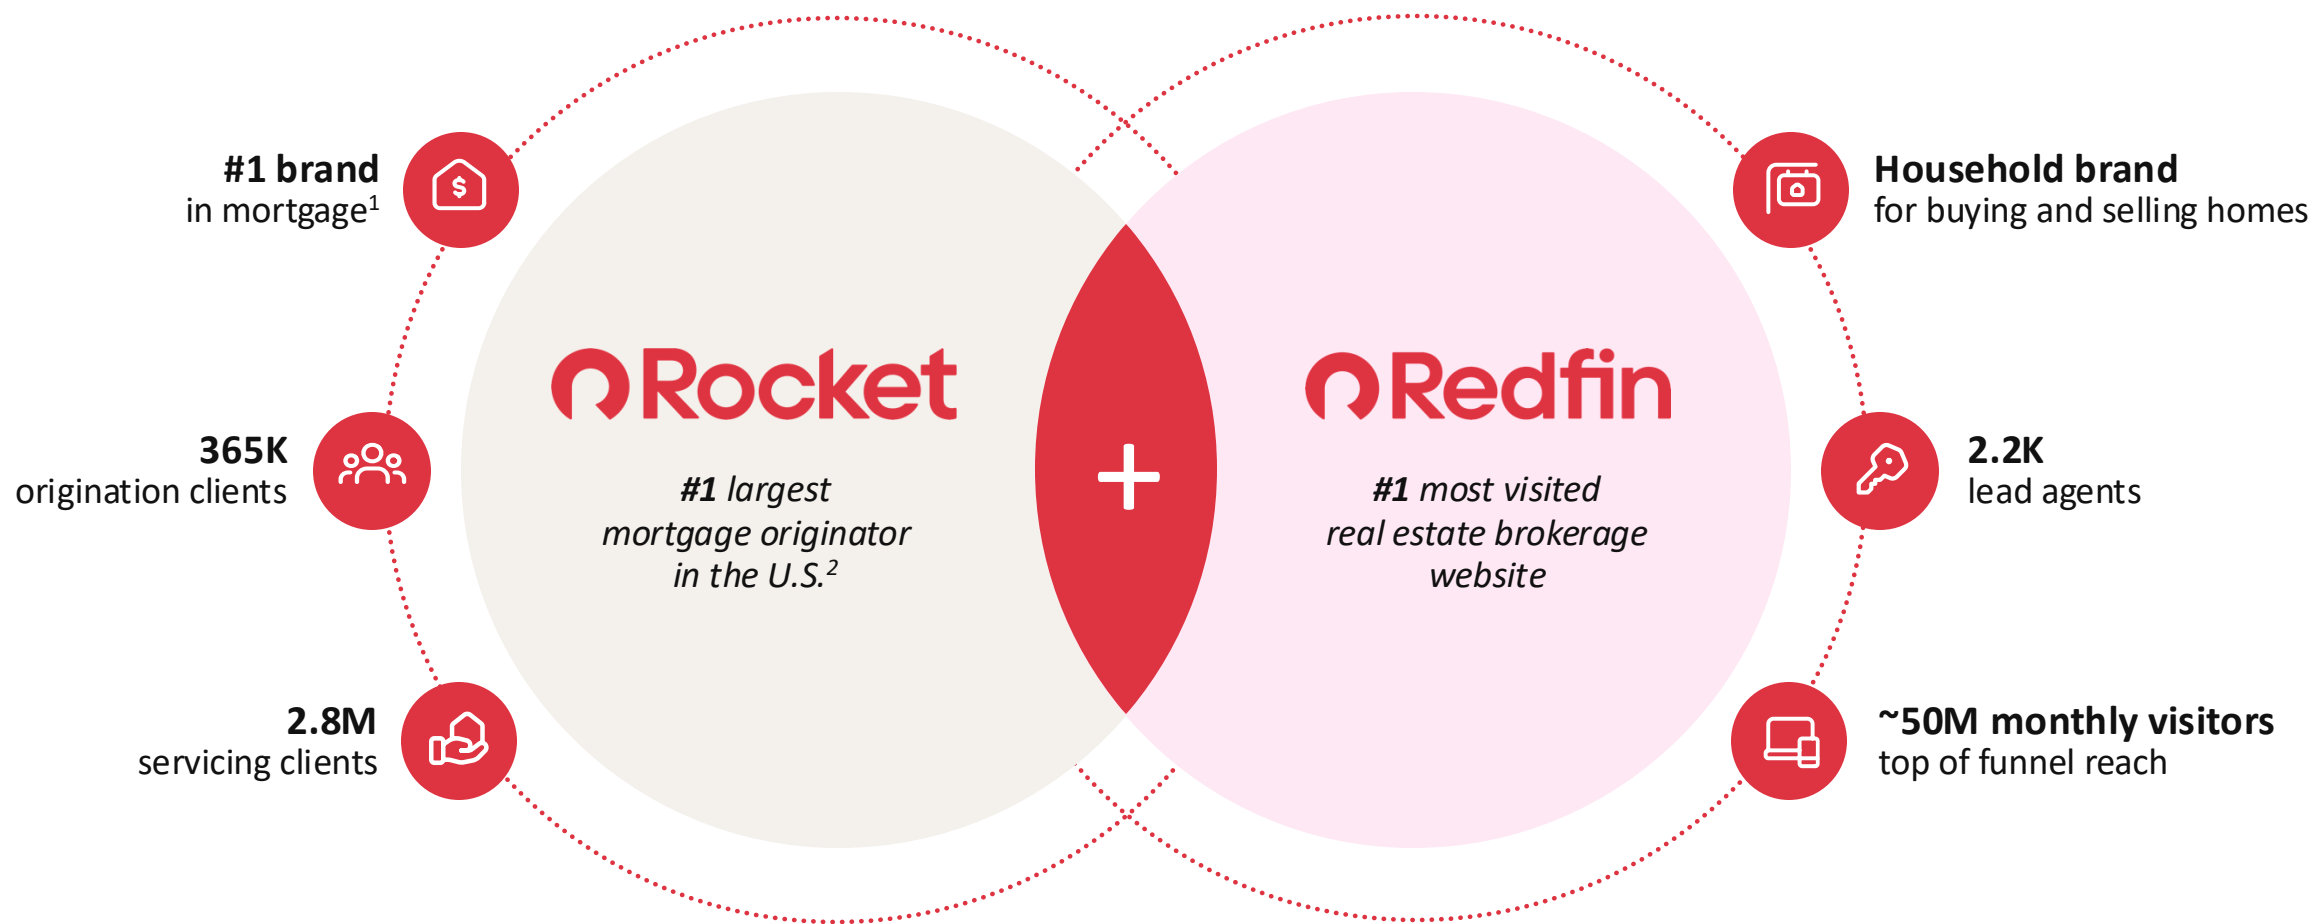 #1 brand
in mortgage1
365K
origination clients
2.8M
servicing clients
Rocket
#1 largest
mortgage originator
in the U.S.2
+
Redfin
#1 most visited
real estate brokerage
website
Household brand
for buying and selling homes
2.2K
lead agents
~50M monthly visitors
top of funnel reach